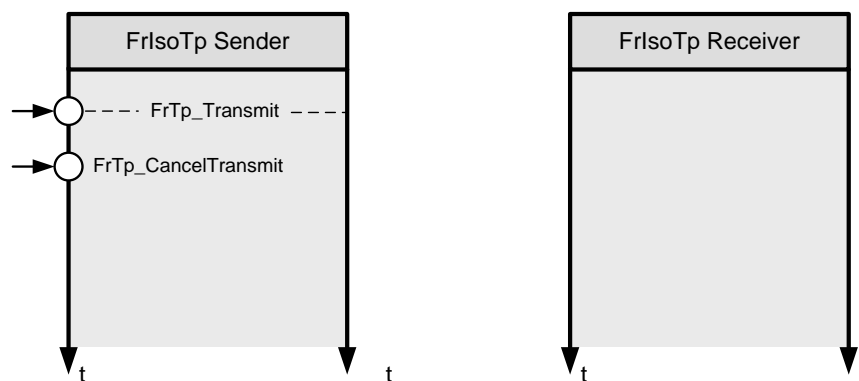 FrIsoTp Sender
FrIsoTp Receiver
FrTp_Transmit
FrTp_CancelTransmit
t
t
t